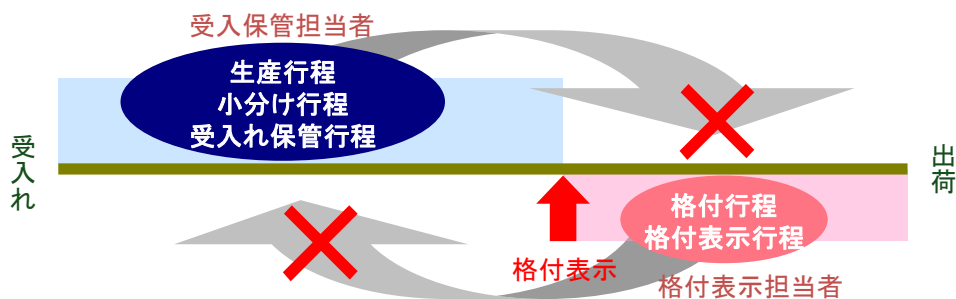 受入保管担当者
生産行程
小分け行程
受入れ保管行程
受入れ
出荷
格付行程
格付表示行程
格付表示
格付表示担当者